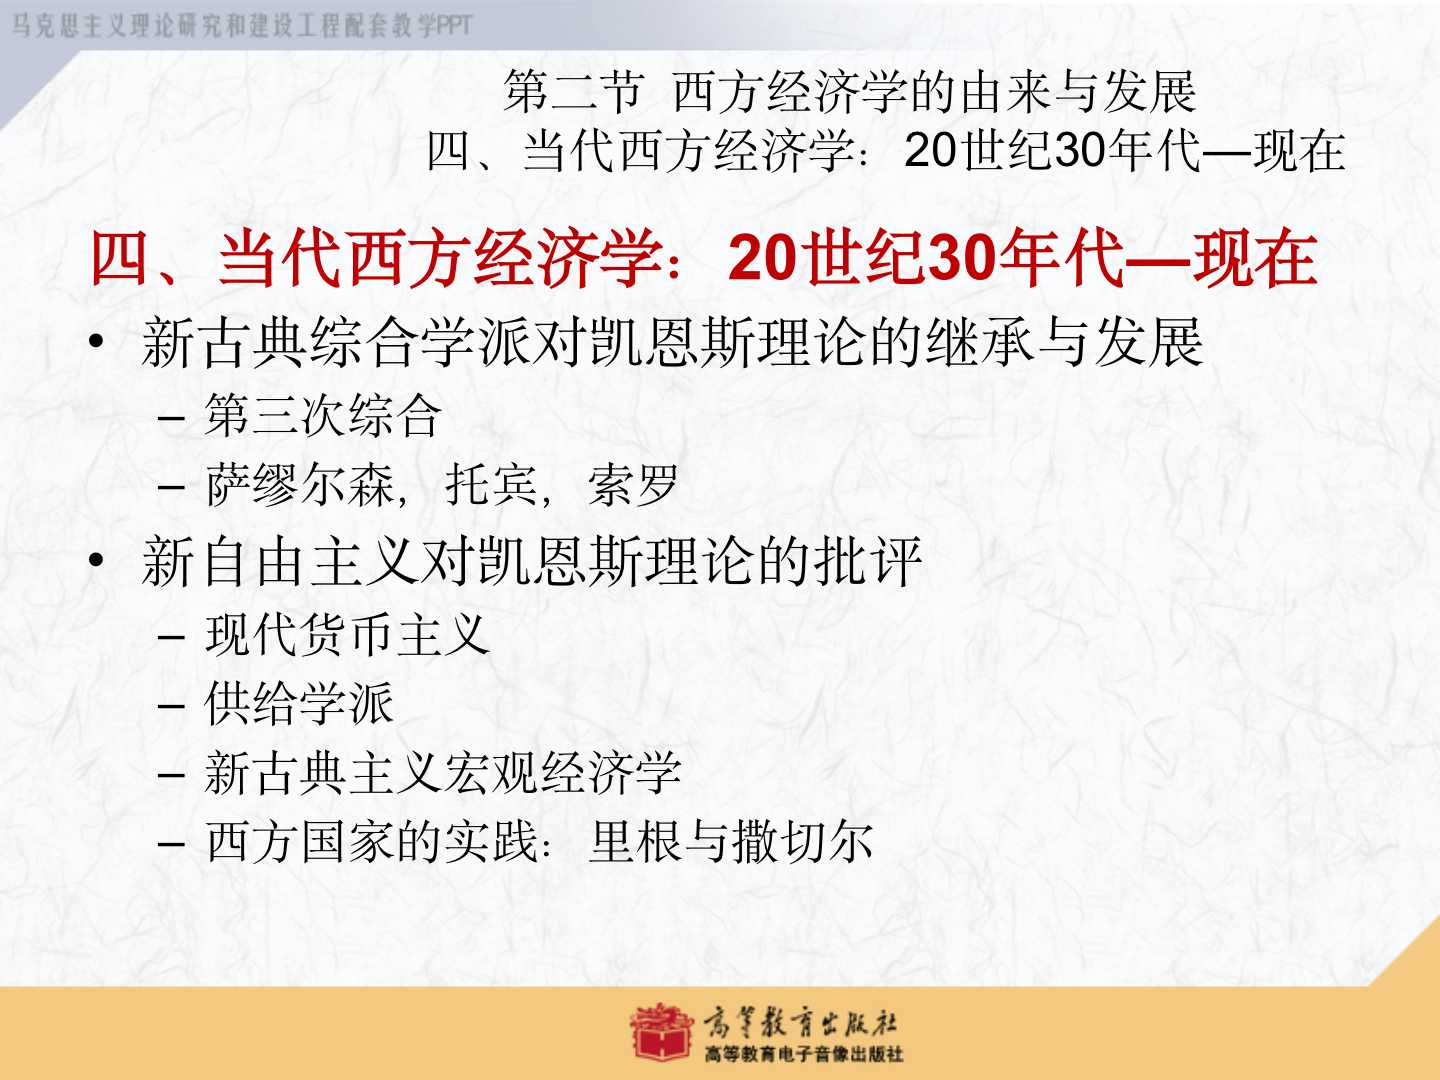 马克思主义理论研究和建设工程配套教学PPT
第二节 西方经济学的由来与发展
四、当代西方经济学：20世纪30年代—现在
四、当代西方经济学：20世纪30年代—现在
• 新古典综合学派对凯恩斯理论的继承与发展
– 第三次综合
– 萨缪尔森，托宾，索罗
• 新自由主义对凯恩斯理论的批评
– 现代货币主义
– 供给学派
– 新古典主义宏观经济学
– 西方国家的实践：里根与撒切尔
高等教育出版社
高等教育电子音像出版社